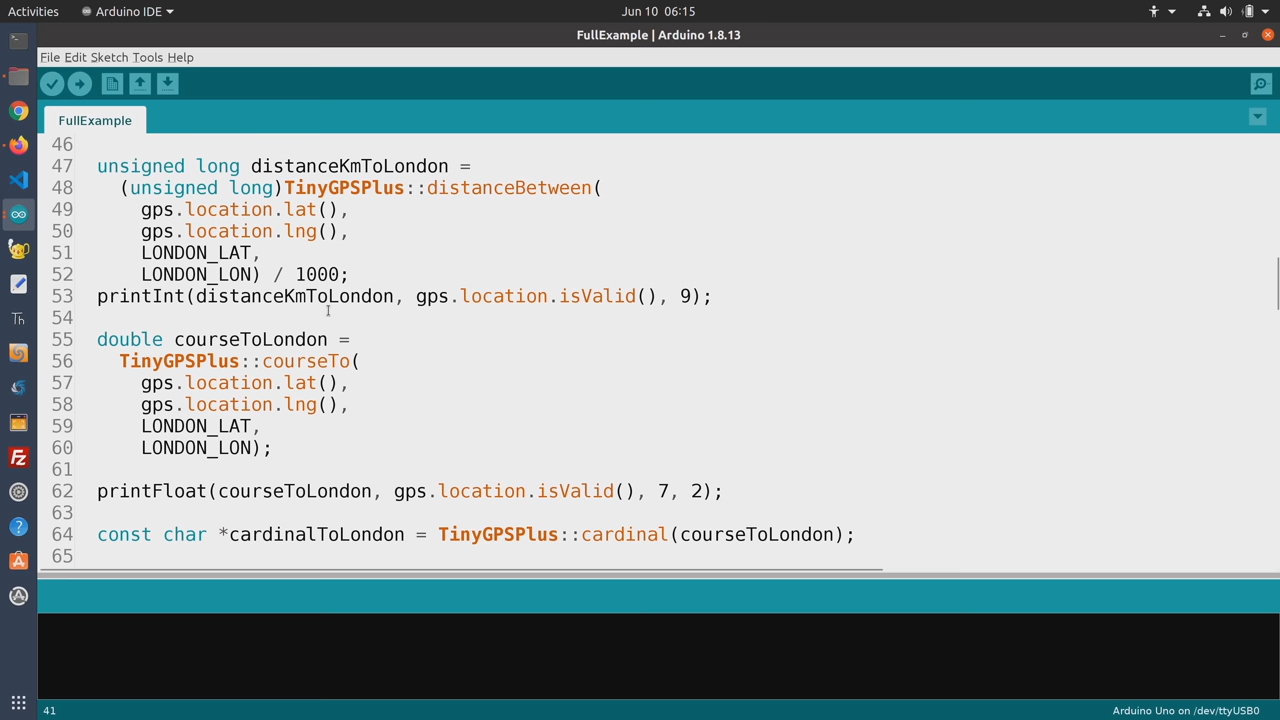 Activities
Arduino IDE
Jun 10 06:15
FullExample | Arduino 1.8.13
File Edit Sketch Tools Help
FullExample
46
47 unsigned long distanceKmToLondon =
48 (unsigned long)TinyGPSPlus::distanceBetween(
49 gps.location.lat(),
50 gps.location.lng(),
51 LONDON_LAT,
52 LONDON_LON) / 1000;
53 printInt(distanceKmToLondon, gps.location.isValid(), 9);
54
55 double courseToLondon =
56 TinyGPSPlus::courseTo(
57 gps.location.lat(),
58 gps.location.lng(),
59 LONDON_LAT,
60 LONDON_LON);
61
62 printFloat(courseToLondon, gps.location.isValid(), 7, 2);
63
64 const char *cardinalToLondon = TinyGPSPlus::cardinal(courseToLondon);
65
Th
Fz
?
A
41
Arduino Uno on /dev/ttyUSB0